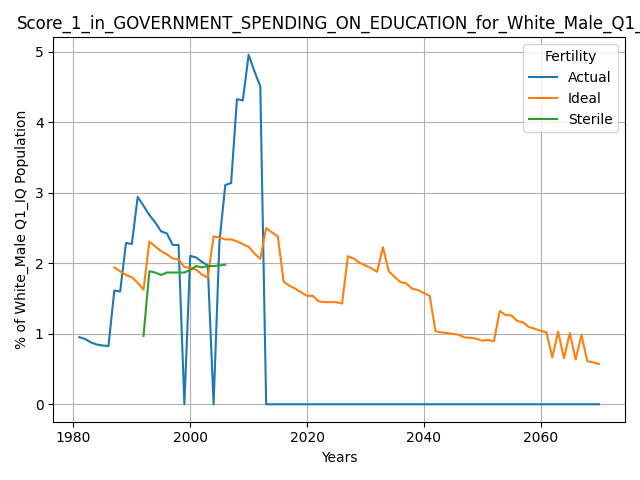 Score_1_in_GOVERNMENT_SPENDING_ON_EDUCATION_for_White_Male_Q1_
Fertility
Actual
Ideal
Sterile
% of White_Male Q1_IQ Population
5
4
3
2
1
0
1980 2000 2020 2040 2060
Years